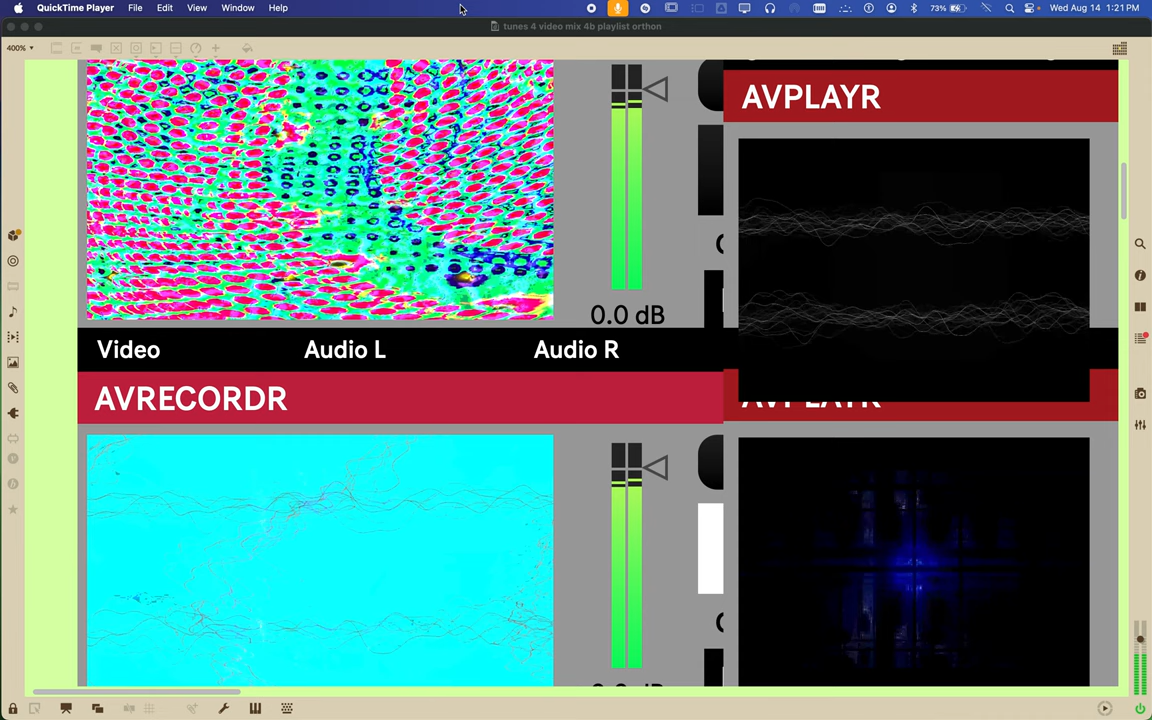 QuickTime Player File Edit View Window Help
73% Wed Aug 14 1:21 PM
tunes 4 video mix 4b playlist orthon
400%
AVPLAYR
0.0 dB
Video Audio L Audio R
AVRECORDR
AVPLAYR